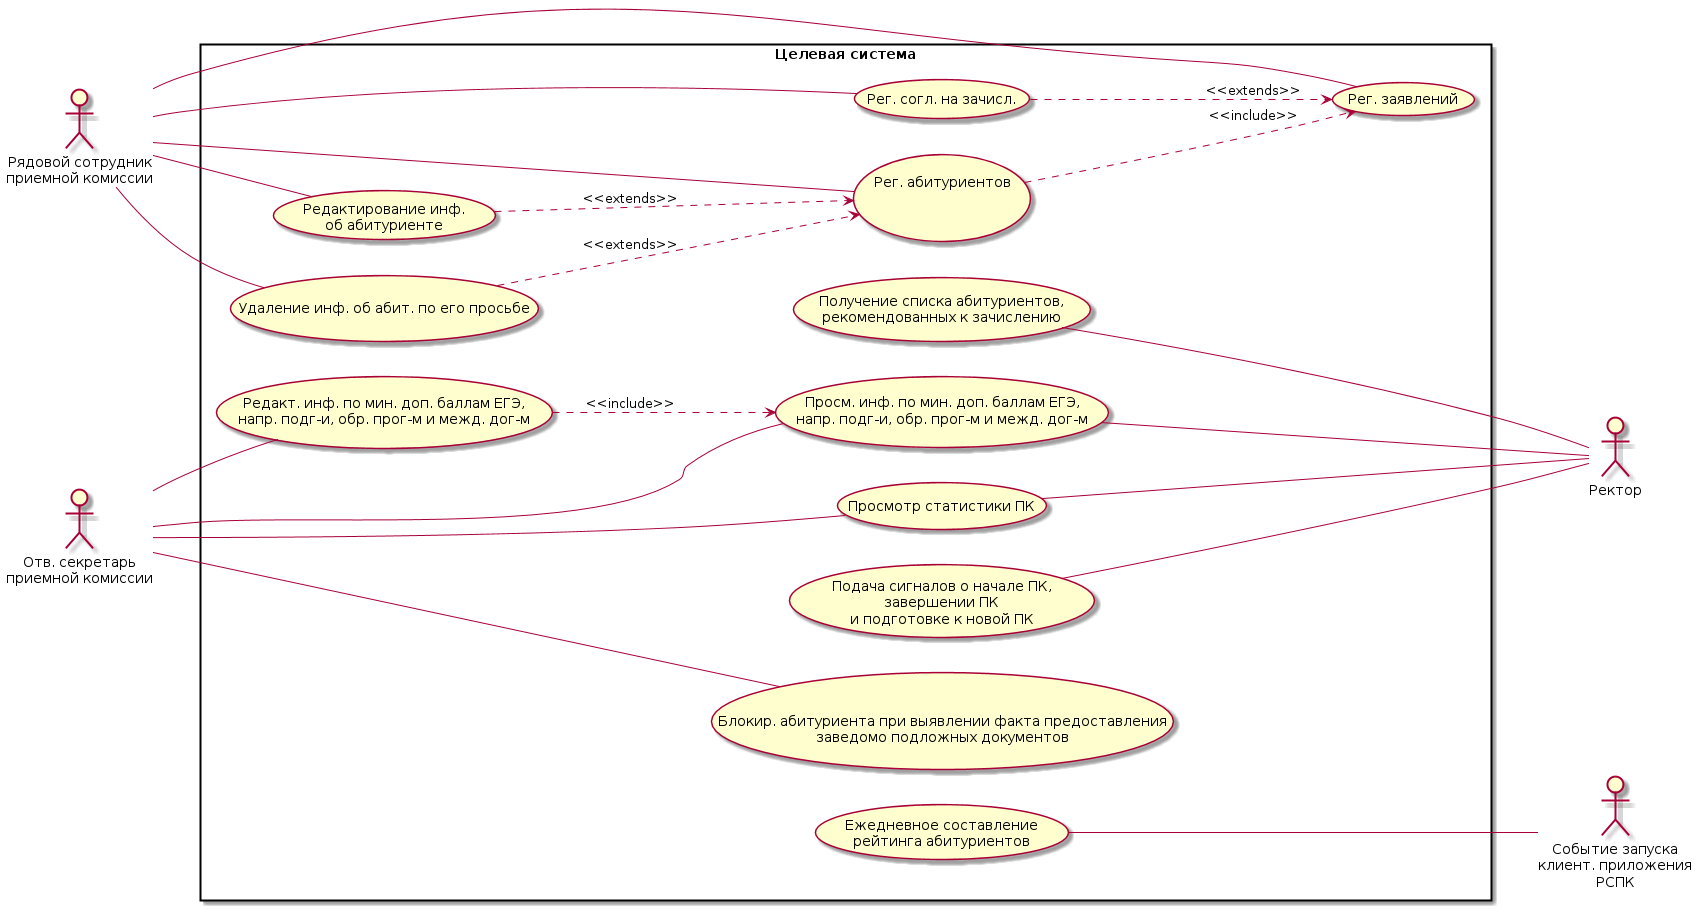 Целевая система
Рег. согл. на зачисл.
<<extends>>
Рег. заявлений
<<include>>
Рядовой сотрудник
приемной комиссии
Рег. абитуриентов
Редактирование инф.
об абитуриенте
<<extends>>
<<extends>>
Удаление инф. об абит. по его просьбе
Получение списка абитуриентов,
рекомендованных к зачислению
Редакт. инф. по мин. доп. баллам ЕГЭ,
напр. подг-и, обр. прог-м и межд. дог-м
<<include>>
Просм. инф. по мин. доп. баллам ЕГЭ,
напр. подг-и, обр. прог-м и межд. дог-м
Ректор
Просмотр статистики ПК
Отв. секретарь
приемной комиссии
Подача сигналов о начале ПК,
завершении ПК
и подготовке к новой ПК
Блокир. абитуриента при выявлении факта предоставления
заведомо подложных документов
Ежедневное составление
рейтинга абитуриентов
Событие запуска
клиент. приложения
РСПК